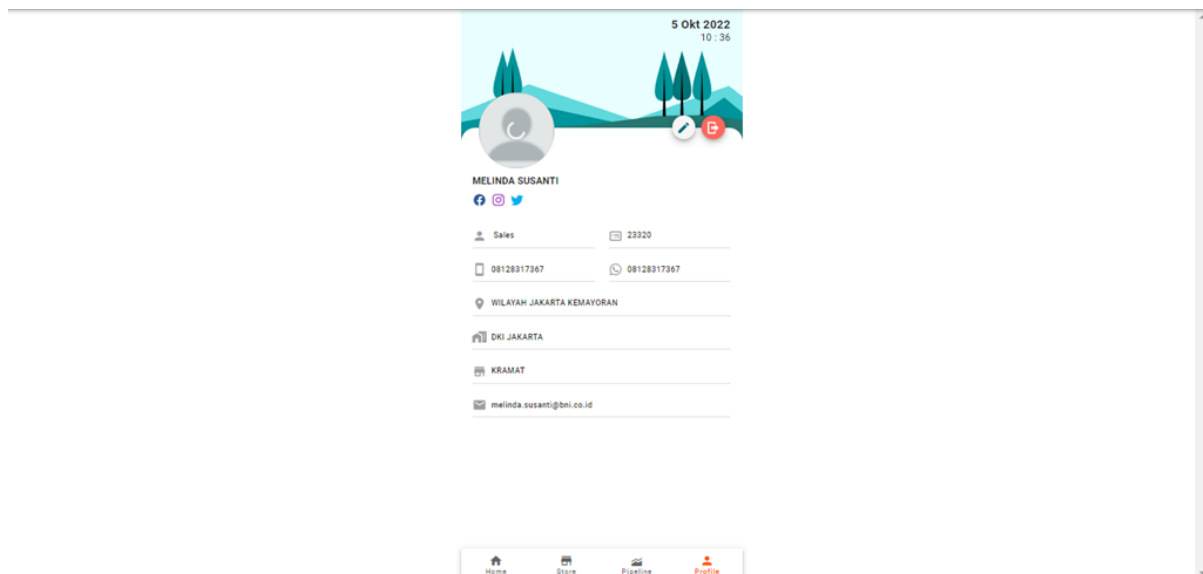 5 Okt 2022
10 : 36
MELINDA SUSANTI
Sales 23320
08128317367 08128317367
WILAYAH JAKARTA KEMAYORAN
DKI JAKARTA
KRAMAT
melinda.susanti@bni.co.id
Home Store Pipeline Profile